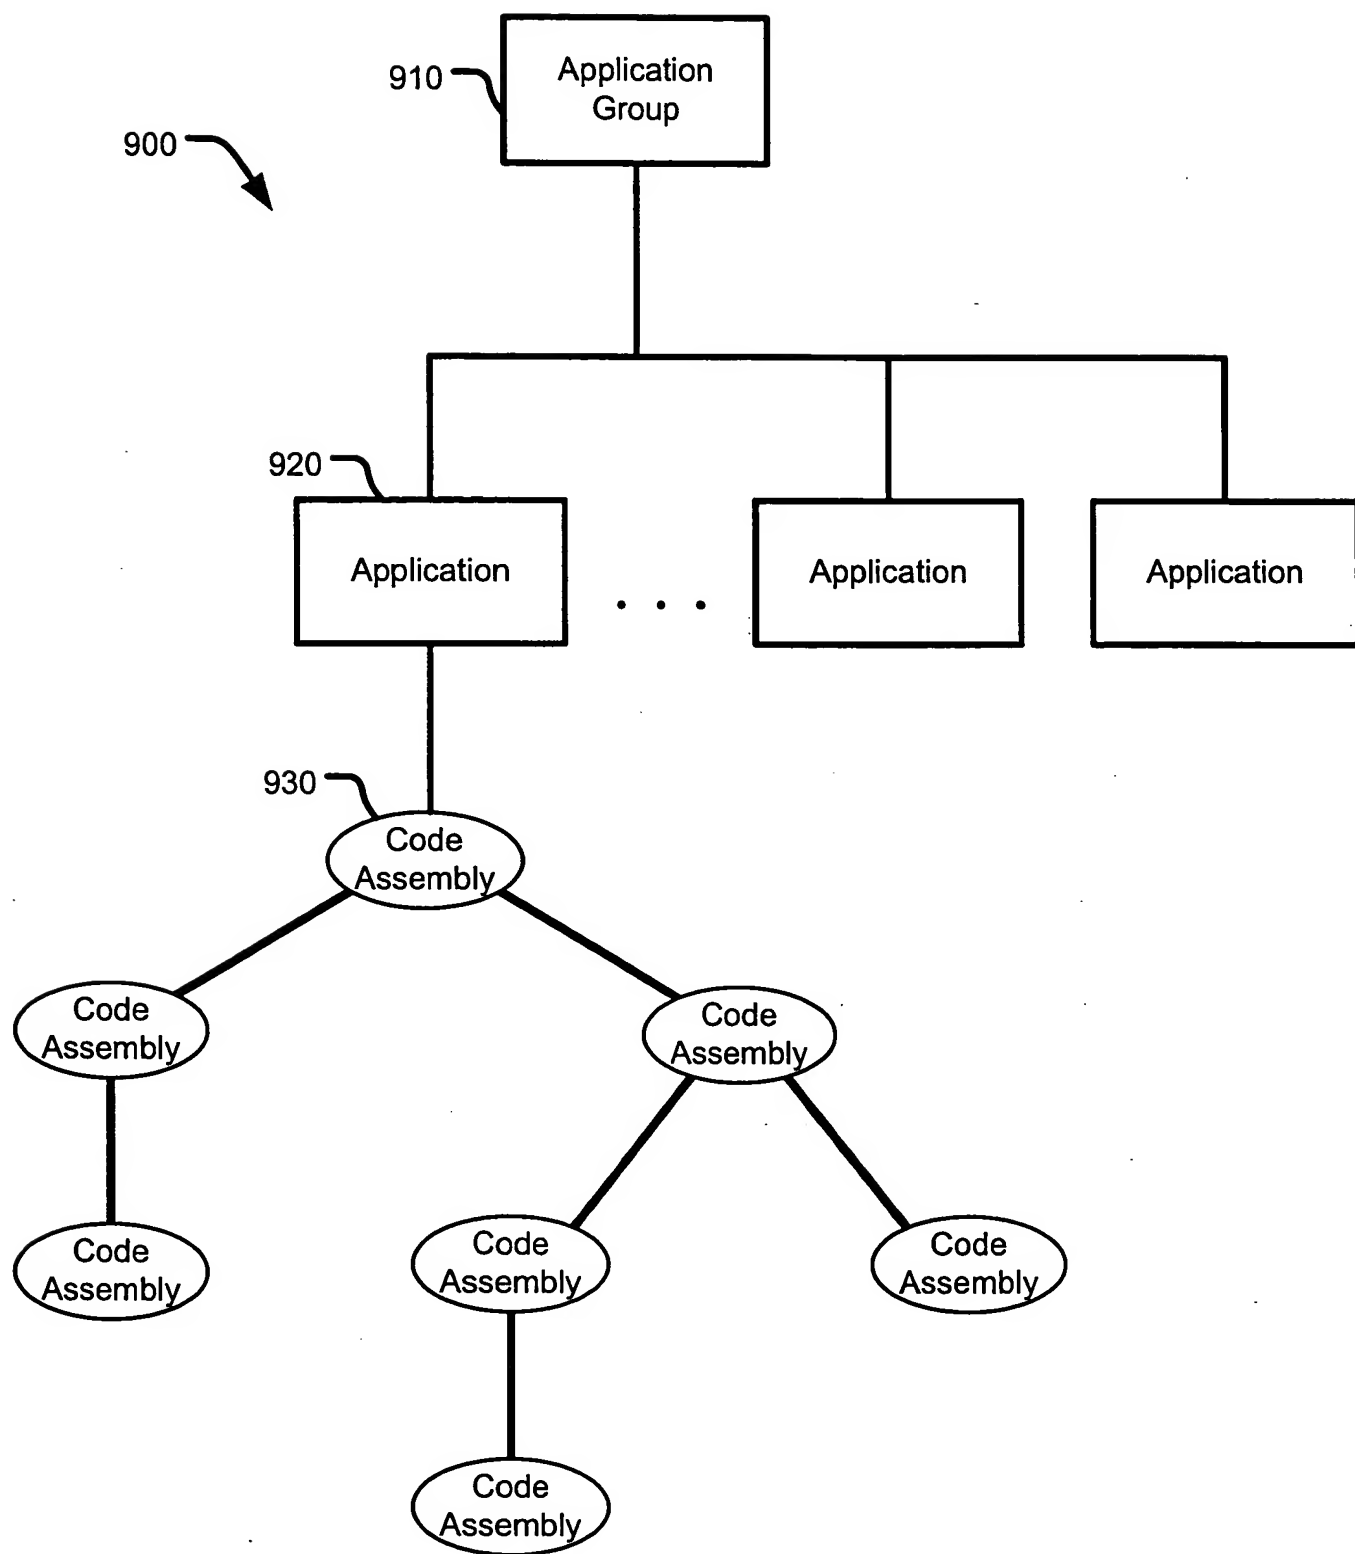 910
Application
Group
900
920
Application
. . .
Application
Application
930
Code
Assembly
Code
Assembly
Code
Assembly
Code
Assembly
Code
Assembly
Code
Assembly
Code
Assembly